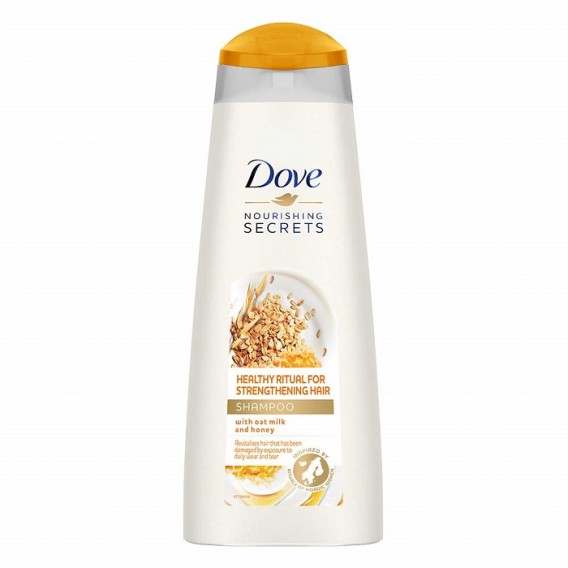 Dove
NOURISHING
SECRETS
HEALTHY RITUAL FOR
STRENGTHENING HAIR
SHAMPOO
with oat milk
and honey
Revitalises hair that has been
damaged by exposure to
daily wear and tear
INSPIRED BY